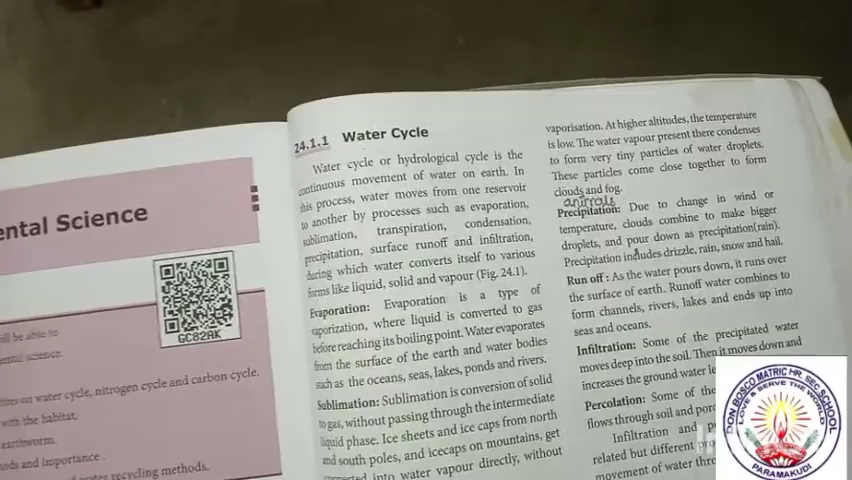 ental Science
GC82AK
ill be able to
ental science.
ities on water cycle, nitrogen cycle and carbon cycle.
with the habitat.
earthworm.
ods and importance .
water recycling methods.
24.1.1 Water Cycle
Water cycle or hydrological cycle is the
continuous movement of water on earth. In
this process, water moves from one reservoir
to another by processes such as evaporation,
sublimation, transpiration, condensation,
precipitation, surface runoff and infiltration,
during which water converts itself to various
forms like liquid, solid and vapour (Fig. 24.1).
Evaporation: Evaporation is a type of
vaporization, where liquid is converted to gas
before reaching its boiling point. Water evaporates
from the surface of the earth and water bodies
such as the oceans, seas, lakes, ponds and rivers.
Sublimation: Sublimation is conversion of solid
to gas, without passing through the intermediate
liquid phase. Ice sheets and ice caps from north
and south poles, and icecaps on mountains, get
converted into water vapour directly, without
vaporisation. At higher altitudes, the temperature
is low. The water vapour present there condenses
to form very tiny particles of water droplets.
These particles come close together to form
clouds and fog.
animals
Precipitation: Due to change in wind or
temperature, clouds combine to make bigger
droplets, and pour down as precipitation(rain).
Precipitation includes drizzle, rain, snow and hail.
Run off : As the water pours down, it runs over
the surface of earth. Runoff water combines to
form channels, rivers, lakes and ends up into
seas and oceans.
Infiltration: Some of the precipitated water
moves deep into the soil. Then it moves down and
increases the ground water le
Percolation: Some of the
flows through soil and por
Infiltration and p
related but different pro
movement of water thro
DON BOSCO MATRIC HR. SEC SCHOOL
LOVE & SERVE THE WORLD
PARAMAKUDI